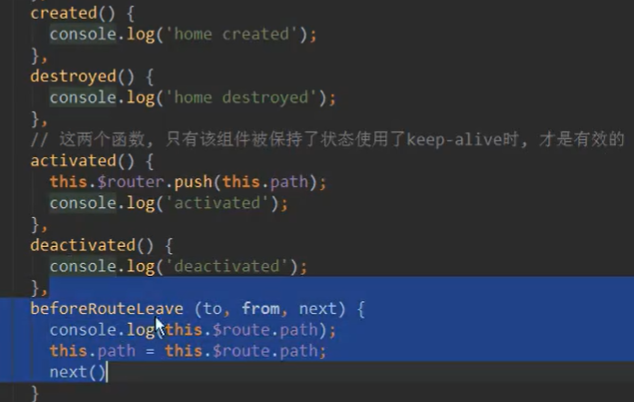 created() {
console.log('home created');
},
destroyed() {
console.log('home destroyed');
},
// 这两个函数, 只有该组件被保持了状态使用了keep-alive时, 才是有效的
activated() {
this.$router.push(this.path);
console.log('activated');
},
deactivated() {
console.log('deactivated');
},
beforeRouteLeave (to, from, next) {
console.log(this.$route.path);
this.path = this.$route.path;
next()
}